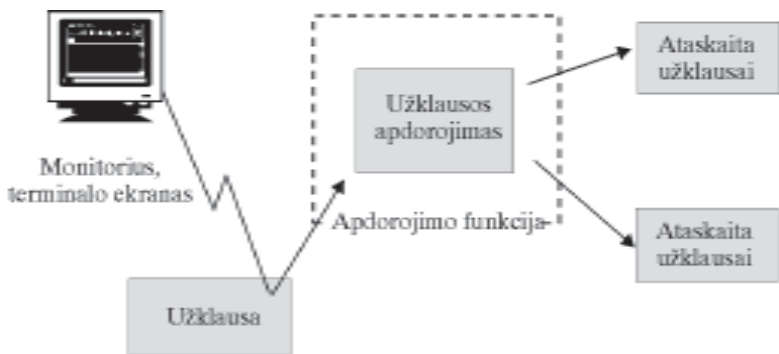 Monitorius,
terminalo ekranas
Užklausa
Užklausos
apdorojimas
Apdorojimo funkcija
Ataskaita
užklausai
Ataskaita
užklausai